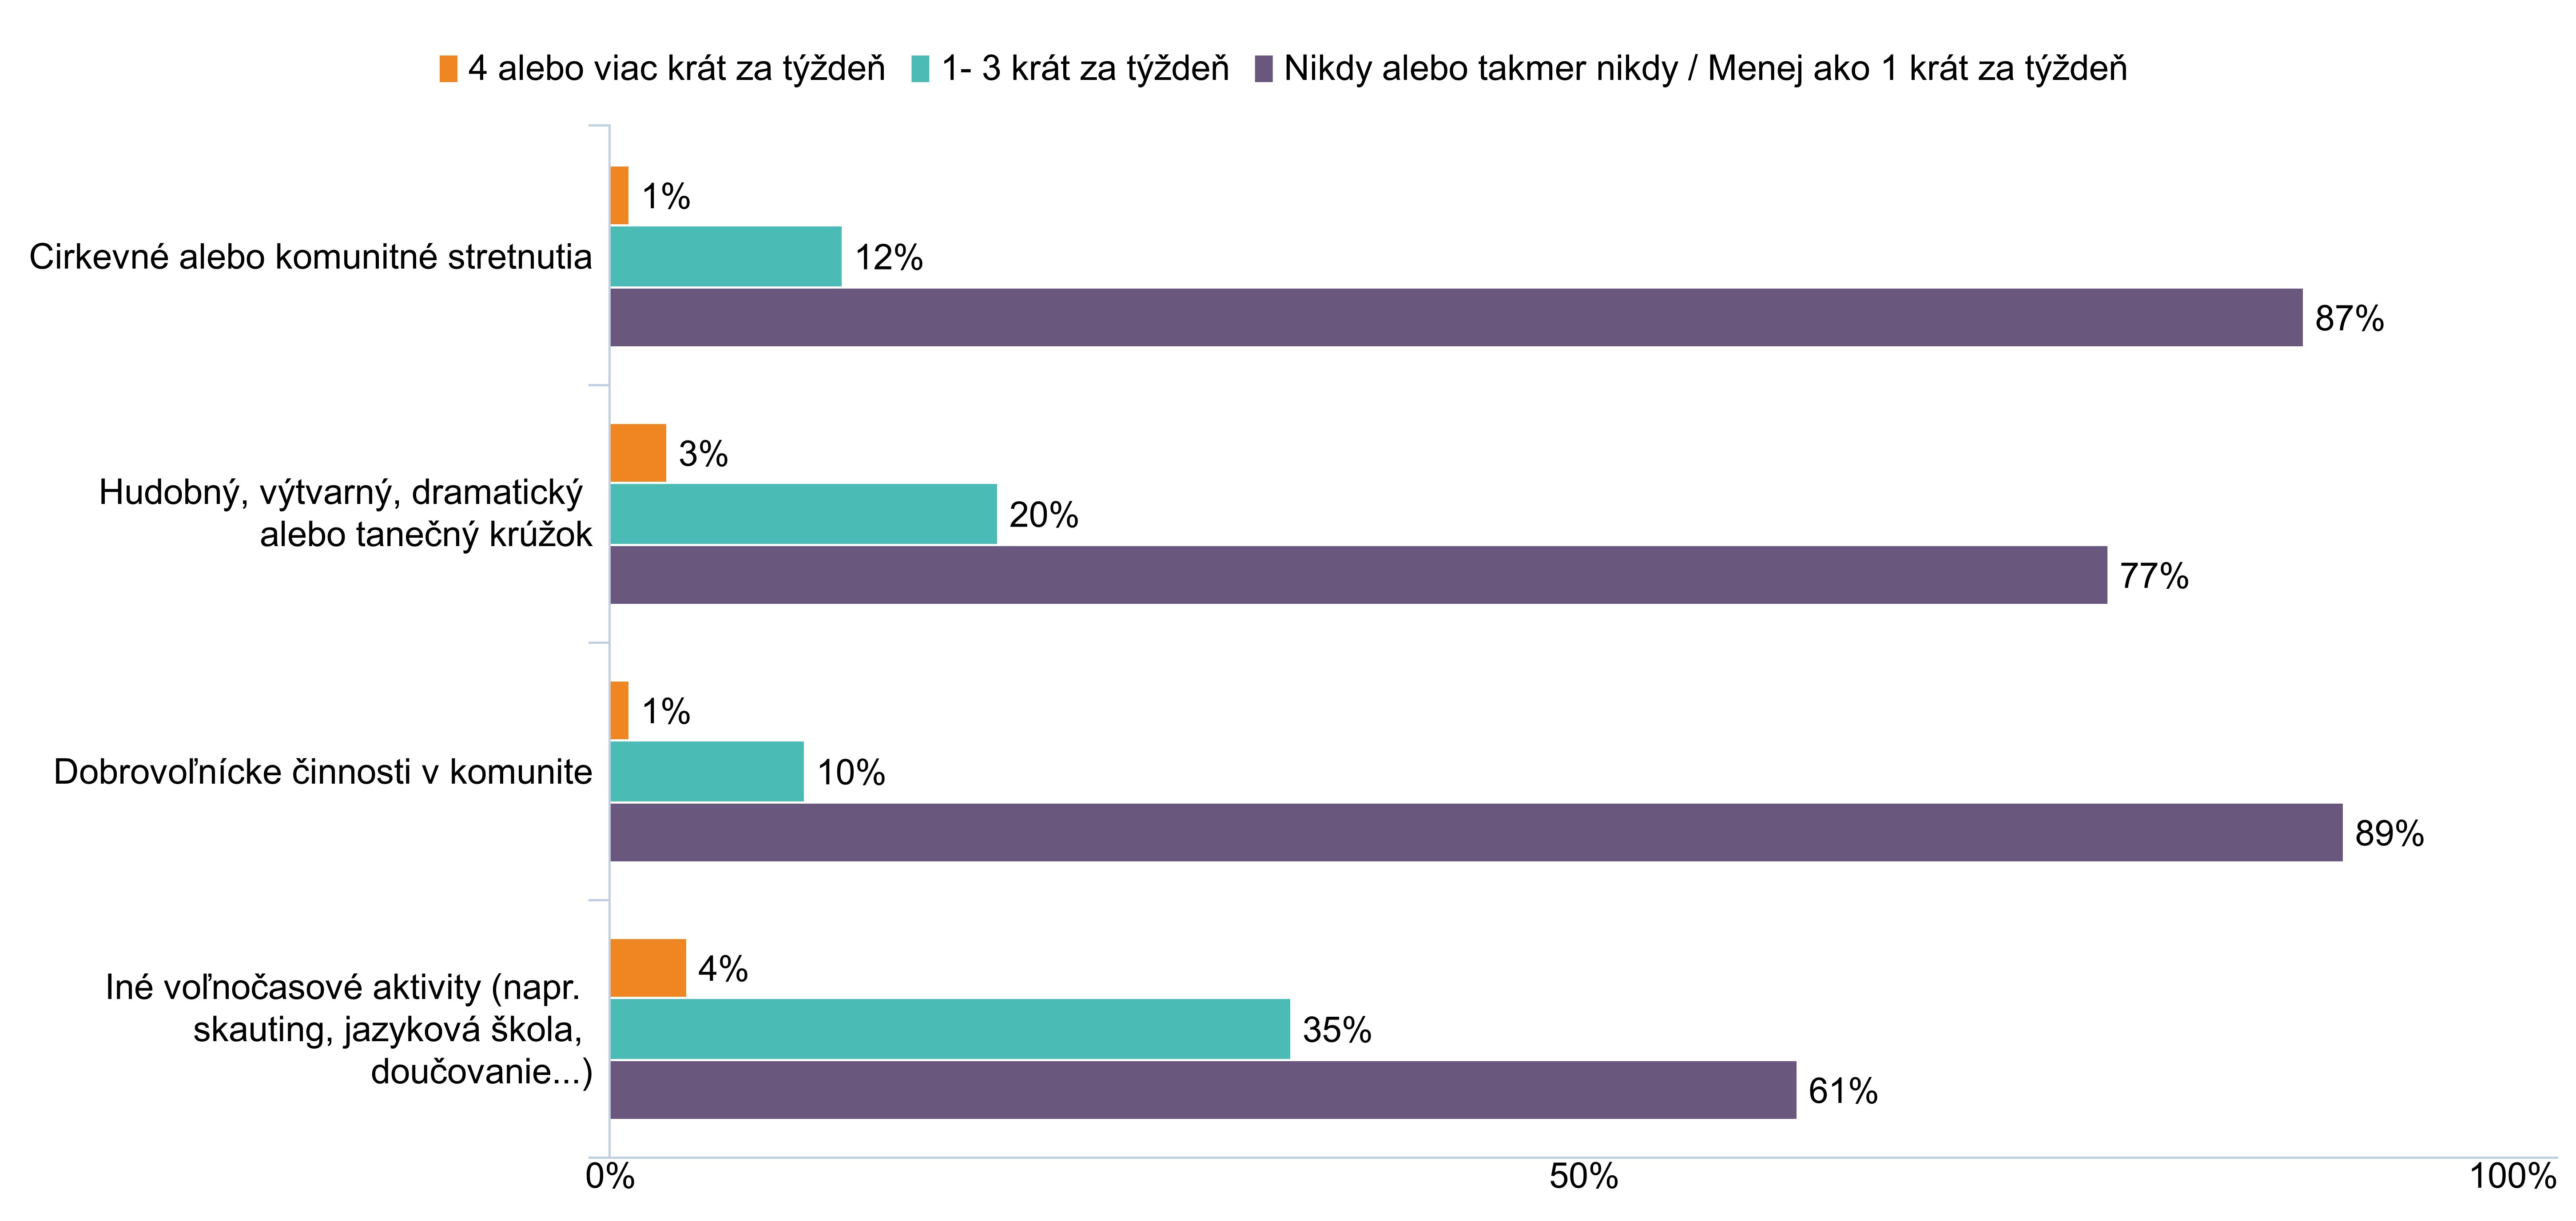 4 alebo viac krát za týždeň 1- 3 krát za týždeň Nikdy alebo takmer nikdy / Menej ako 1 krát za týždeň
1%
Cirkevné alebo komunitné stretnutia 12%
87%
3%
Hudobný, výtvarný, dramatický
alebo tanečný krúžok
20%
77%
1%
Dobrovoľnícke činnosti v komunite 10%
89%
4%
Iné voľnočasové aktivity (napr.
skauting, jazyková škola,
doučovanie...)
35%
61%
0% 50% 100%